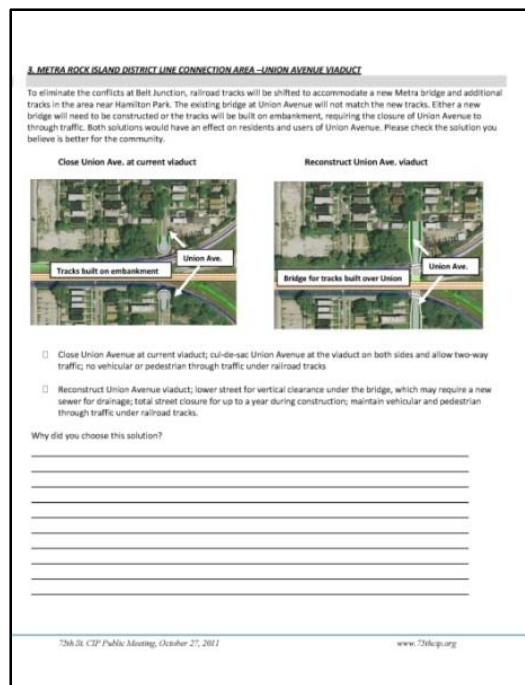 3. METRA ROCK ISLAND DISTRICT LINE CONNECTION AREA –UNION AVENUE VIADUCT
To eliminate the conflicts at Belt Junction, railroad tracks will be shifted to accommodate a new Metra bridge and additional
tracks in the area near Hamilton Park. The existing bridge at Union Avenue will not match the new tracks. Either a new
bridge will need to be constructed or the tracks will be built on embankment, requiring the closure of Union Avenue to
through traffic. Both solutions would have an effect on residents and users of Union Avenue. Please check the solution you
believe is better for the community.
Close Union Ave. at current viaduct
Reconstruct Union Ave. viaduct
Union Ave.
Tracks built on embankment
Union Ave.
Bridge for tracks built over Union
Close Union Avenue at current viaduct; cul-de-sac Union Avenue at the viaduct on both sides and allow two-way
traffic; no vehicular or pedestrian through traffic under railroad tracks
Reconstruct Union Avenue viaduct; lower street for vertical clearance under the bridge, which may require a new
sewer for drainage; total street closure for up to a year during construction; maintain vehicular and pedestrian
through traffic under railroad tracks.
Why did you choose this solution?
75th St. CIP Public Meeting, October 27, 2011
www.75thcip.org